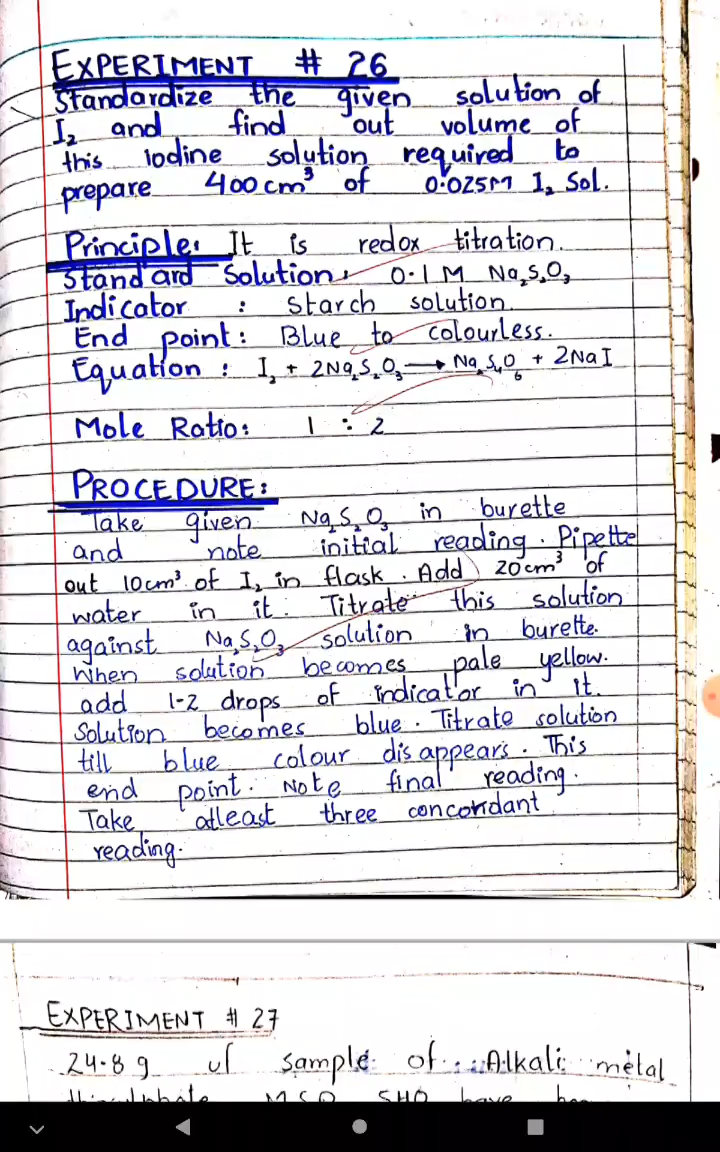 EXPERIMENT # 26
Standardize the given solution of
I₂ and find out volume of
this Iodine solution required to
prepare 400cm³ of 0.025M I₂ Sol.
Principle: It is redox titration.
Standard Solution: 0.1M Na₂S₂O₃
Indicator : Starch solution.
End point: Blue to colourless.
Equation : I₂ + 2Na₂S₂O₃ → Na₂S₄O₆ + 2NaI
Mole Ratio: 1 : 2
PROCEDURE:
Take given Na₂S₂O₃ in burette
and note initial reading. Pipette
out 10cm³ of I₂ in flask. Add 20cm³ of
water in it. Titrate this solution
against Na₂S₂O₃ solution in burette.
When solution becomes pale yellow.
add 1-2 drops of indicator in it.
Solution becomes blue. Titrate solution
till blue colour disappears. This
end point. Note final reading.
Take atleast three concordant
reading.
EXPERIMENT # 27
24.8 g of sample of Alkali metal